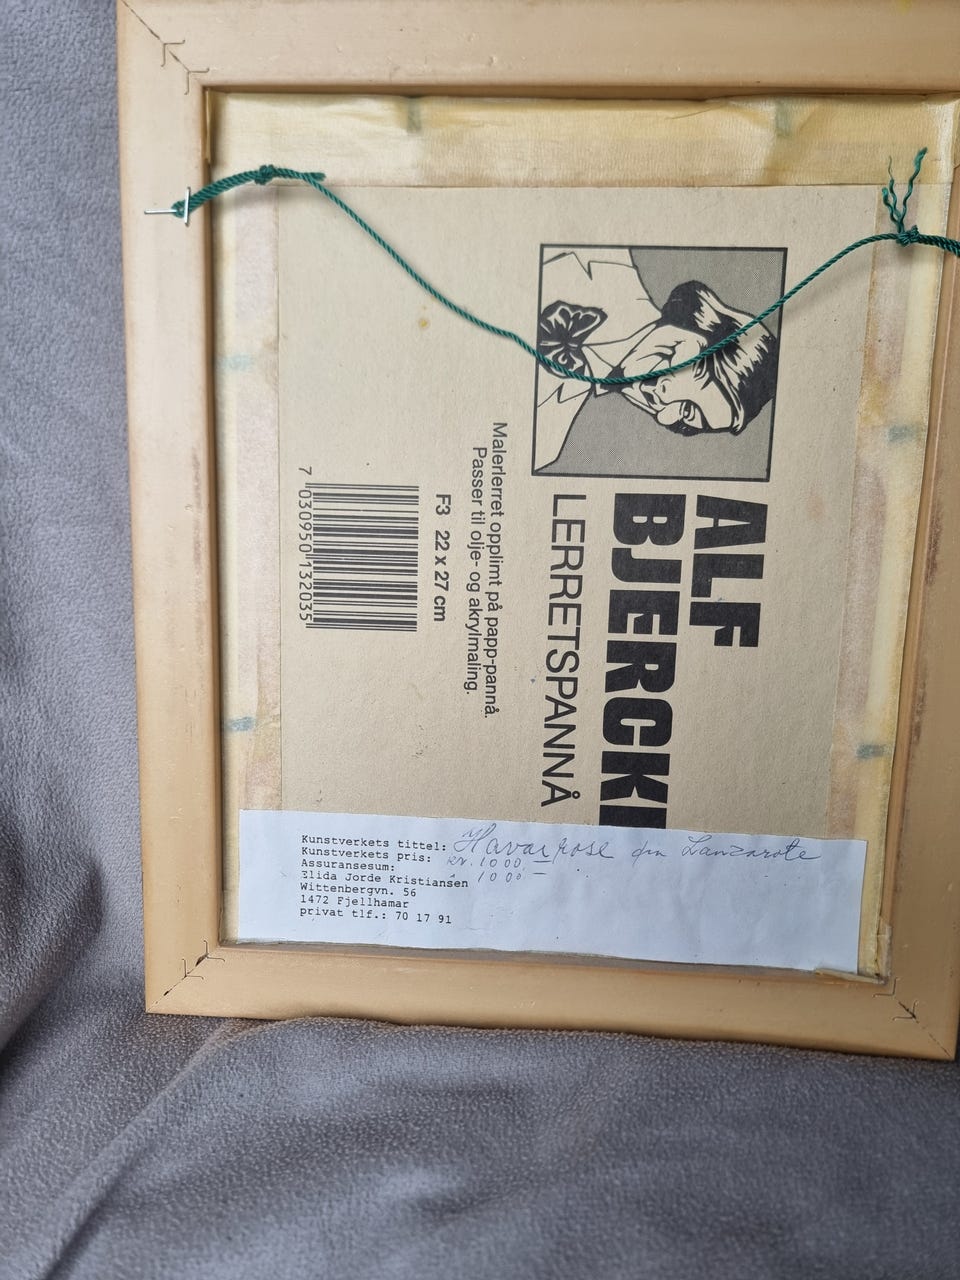 ALF
BJERCKE
LERRETSPANNÅ
Malerlerret opplimt på papp-pannå.
Passer til olje- og akrylmaling.
F3 22 x 27 cm
7 030950 132035
Kunstverkets tittel: Havairose fra Lanzarote
Kunstverkets pris: kr. 1000 –
Assuransesum: " 1000 –
Elida Jorde Kristiansen
Wittenbergvn. 56
1472 Fjellhamar
privat tlf.: 70 17 91